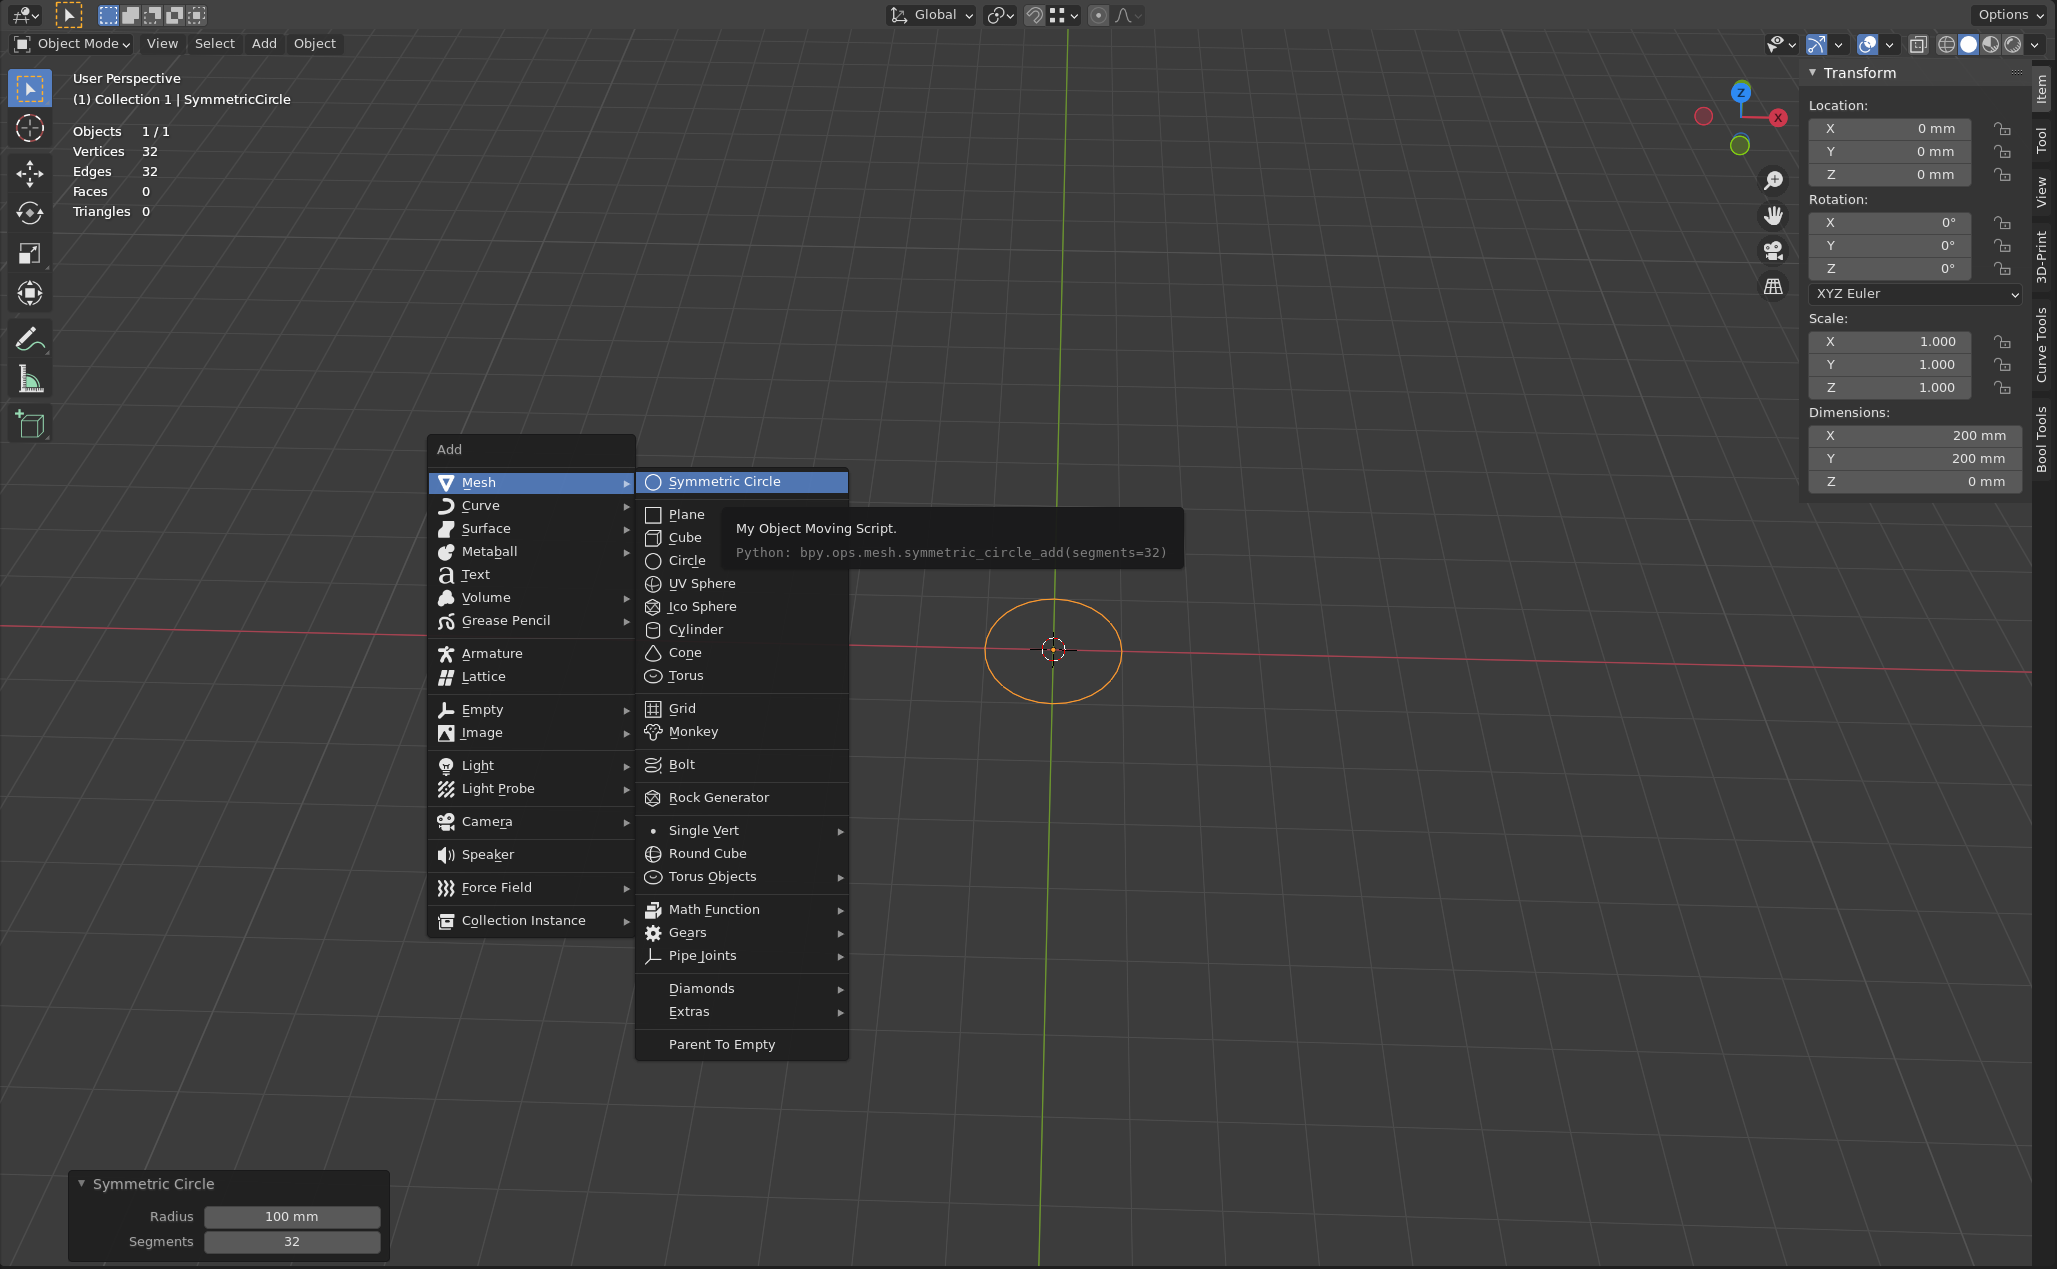 Global
Options
Object Mode
View
Select
Add
Object
User Perspective
(1) Collection 1 | SymmetricCircle
Objects 1 / 1
Vertices 32
Edges 32
Faces 0
Triangles 0
Z
X
Transform
Location:
X 0 mm
Y 0 mm
Z 0 mm
Rotation:
X 0°
Y 0°
Z 0°
XYZ Euler
Scale:
X 1.000
Y 1.000
Z 1.000
Dimensions:
X 200 mm
Y 200 mm
Z 0 mm
Item
Tool
View
3D-Print
Curve Tools
Bool Tools
Add
Mesh
Curve
Surface
Metaball
Text
Volume
Grease Pencil
Armature
Lattice
Empty
Image
Light
Light Probe
Camera
Speaker
Force Field
Collection Instance
Symmetric Circle
Plane
Cube
Circle
UV Sphere
Ico Sphere
Cylinder
Cone
Torus
Grid
Monkey
Bolt
Rock Generator
Single Vert
Round Cube
Torus Objects
Math Function
Gears
Pipe Joints
Diamonds
Extras
Parent To Empty
My Object Moving Script.
Python: bpy.ops.mesh.symmetric_circle_add(segments=32)
Symmetric Circle
Radius 100 mm
Segments 32